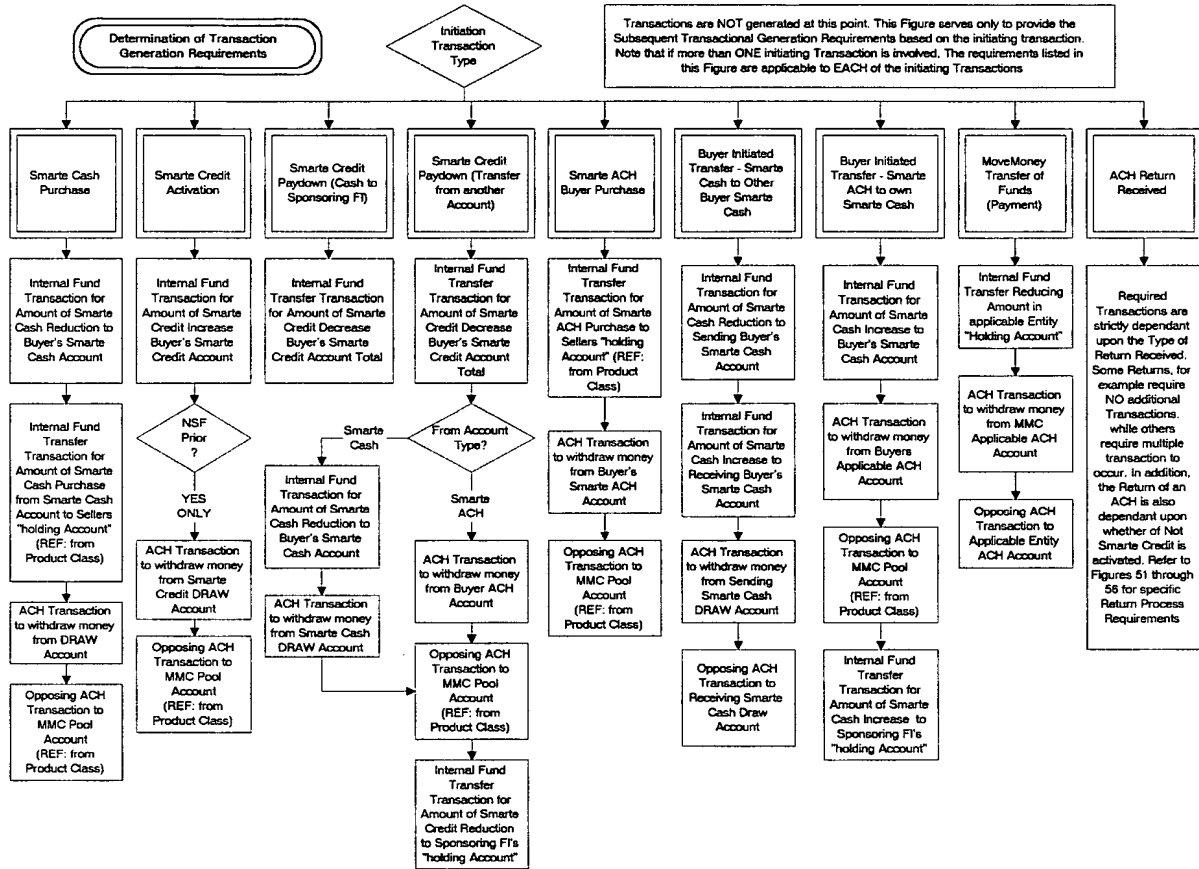 Determination of Transaction
Generation Requirements
Initiation
Transaction
Type
Transactions are NOT generated at this point. This Figure serves only to provide the
Subsequent Transactional Generation Requirements based on the initiating transaction.
Note that if more than ONE initiating Transaction is involved. The requirements listed in
this Figure are applicable to EACH of the initiating Transactions
Smarte Cash
Purchase
Internal Fund
Transaction for
Amount of Smarte
Cash Reduction to
Buyer's Smarte
Cash Account
Internal Fund
Transfer
Transaction for
Amount of Smarte
Cash Purchase
from Smarte Cash
Account to Sellers
"holding Account"
(REF: from
Product Class)
ACH Transaction
to withdraw money
from DRAW
Account
Opposing ACH
Transaction to
MMC Pool
Account
(REF: from
Product Class)
Smarte Credit
Activation
Internal Fund
Transaction for
Amount of Smarte
Credit Increase
Buyer's Smarte
Credit Account
NSF
Prior
?
YES
ONLY
ACH Transaction
to withdraw money
from Smarte
Credit DRAW
Account
Opposing ACH
Transaction to
MMC Pool
Account
(REF: from
Product Class)
Smarte Credit
Paydown (Cash to
Sponsoring FI)
Internal Fund
Transfer Transaction
for Amount of Smarte
Credit Decrease
Buyer's Smarte
Credit Account Total
Smarte Credit
Paydown (Transfer
from another
Account)
Internal Fund
Transfer
Transaction for
Amount of Smarte
Credit Decrease
Buyer's Smarte
Credit Account
Total
From Account
Type?
Smarte
Cash
Internal Fund
Transaction for
Amount of Smarte
Cash Reduction to
Buyer's Smarte
Cash Account
ACH Transaction
to withdraw money
from Smarte Cash
DRAW Account
Smarte
ACH
ACH Transaction
to withdraw money
from Buyer ACH
Account
Opposing ACH
Transaction to
MMC Pool
Account
(REF: from
Product Class)
Internal Fund
Transfer
Transaction for
Amount of Smarte
Credit Reduction
to Sponsoring FI's
"holding Account"
Smarte ACH
Buyer Purchase
Internal Fund
Transfer
Transaction for
Amount of Smarte
ACH Purchase to
Sellers "holding
Account" (REF:
from Product
Class)
ACH Transaction
to withdraw money
from Buyer's
Smarte ACH
Account
Opposing ACH
Transaction to
MMC Pool
Account
(REF: from
Product Class)
Buyer Initiated
Transfer - Smarte
Cash to Other
Buyer Smarte
Cash
Internal Fund
Transaction for
Amount of Smarte
Cash Reduction to
Sending Buyer's
Smarte Cash
Account
Internal Fund
Transaction for
Amount of Smarte
Cash Increase to
Receiving Buyer's
Smarte Cash
Account
ACH Transaction
to withdraw money
from Sending
Smarte Cash
DRAW Account
Opposing ACH
Transaction to
Receiving Smarte
Cash Draw
Account
Buyer Initiated
Transfer - Smarte
ACH to own
Smarte Cash
Internal Fund
Transaction for
Amount of Smarte
Cash Increase to
Buyer's Smarte
Cash Account
ACH Transaction
to withdraw money
from Buyers
Applicable ACH
Account
Opposing ACH
Transaction to
MMC Pool
Account
(REF: from
Product Class)
Internal Fund
Transfer
Transaction for
Amount of Smarte
Cash Increase to
Sponsoring FI's
"holding Account"
MoveMoney
Transfer of
Funds
(Payment)
Internal Fund
Transfer Reducing
Amount in
applicable Entity
"Holding Account"
ACH Transaction
to withdraw money
from MMC
Applicable ACH
Account
Opposing ACH
Transaction to
Applicable Entity
ACH Account
ACH Return
Received
Required
Transactions are
strictly dependant
upon the Type of
Return Received.
Some Returns, for
example require
NO additional
Transactions.
while others
require multiple
transaction to
occur. In addition,
the Return of an
ACH is also
dependant upon
whether of Not
Smarte Credit is
activated. Refer to
Figures 51 through
56 for specific
Return Process
Requirements